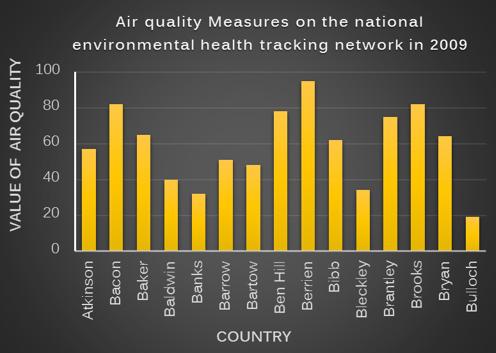 Air quality Measures on the national
environmental health tracking network in 2009
VALUE OF AIR QUALITY
100
80
60
40
20
0
Atkinson
Bacon
Baker
Baldwin
Banks
Barrow
Bartow
Ben Hill
Berrien
Bibb
Bleckley
Brantley
Brooks
Bryan
Bulloch
COUNTRY